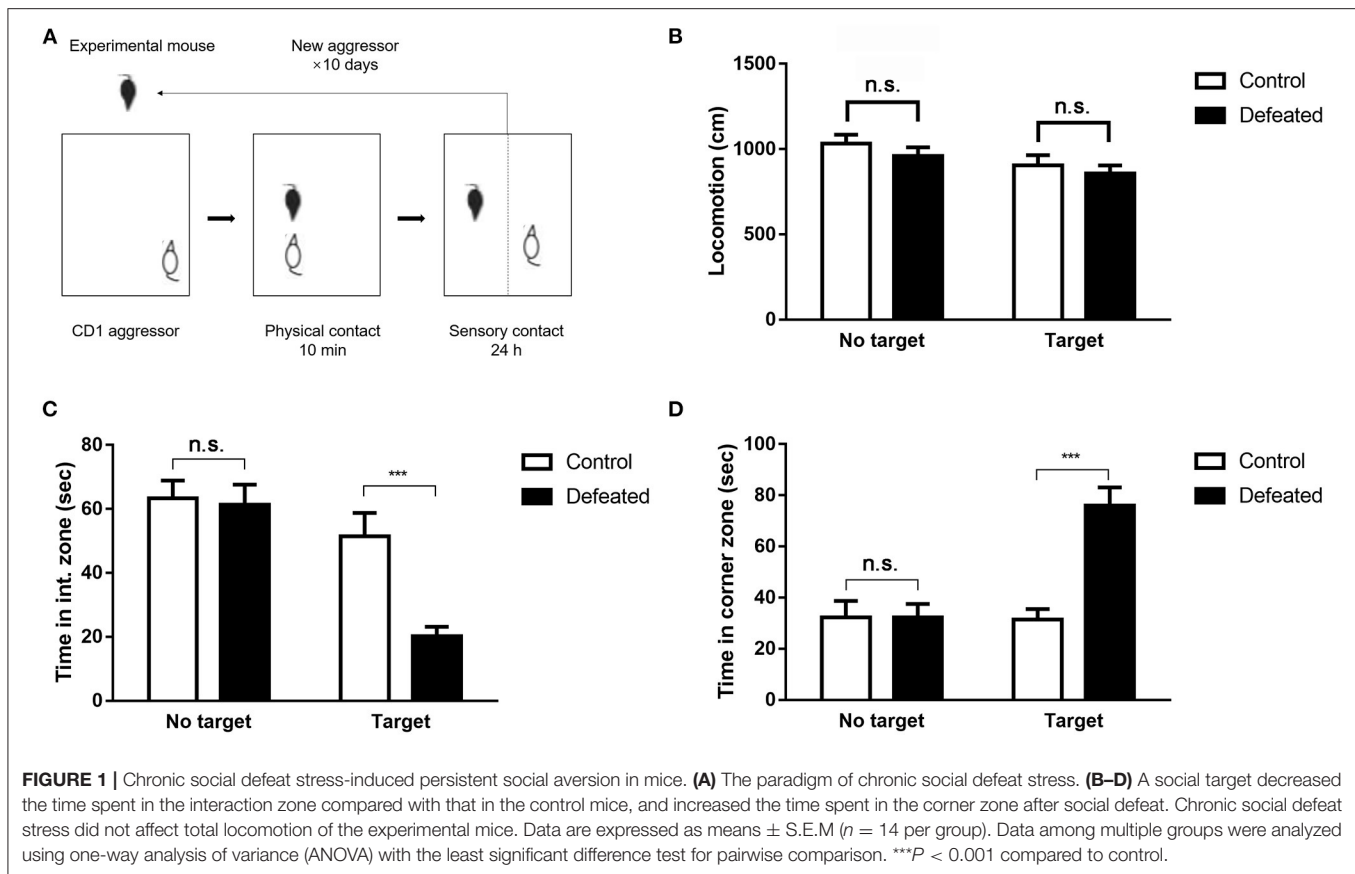 A
Experimental mouse
New aggressor
×10 days
CD1 aggressor
Physical contact
10 min
Sensory contact
24 h
B
1500
1000
500
0
Locomotion (cm)
n.s.
n.s.
No target
Target
Control
Defeated
C
80
60
40
20
0
Time in int. zone (sec)
n.s.
***
No target
Target
Control
Defeated
D
100
80
60
40
20
0
Time in corner zone (sec)
n.s.
***
No target
Target
Control
Defeated
FIGURE 1 | Chronic social defeat stress-induced persistent social aversion in mice. (A) The paradigm of chronic social defeat stress. (B–D) A social target decreased
the time spent in the interaction zone compared with that in the control mice, and increased the time spent in the corner zone after social defeat. Chronic social defeat
stress did not affect total locomotion of the experimental mice. Data are expressed as means ± S.E.M (n = 14 per group). Data among multiple groups were analyzed
using one-way analysis of variance (ANOVA) with the least significant difference test for pairwise comparison. ***P < 0.001 compared to control.